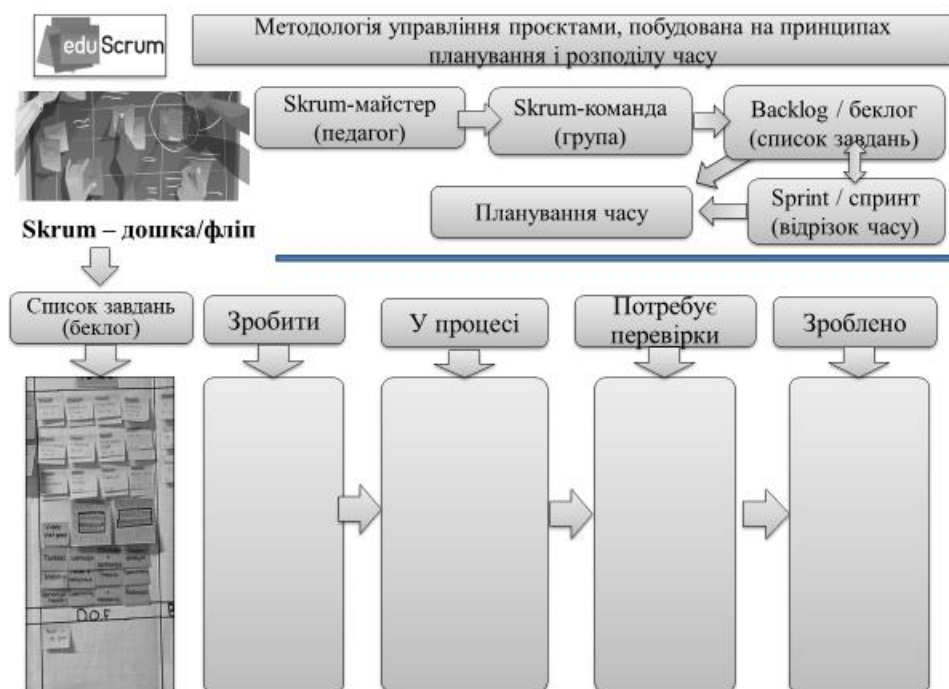 eduScrum
Методологія управління проєктами, побудована на принципах
планування і розподілу часу
Skrum-майстер
(педагог)
Skrum-команда
(група)
Backlog / беклог
(список завдань)
Планування часу
Sprint / спринт
(відрізок часу)
Skrum – дошка/фліп
Список завдань
(беклог)
Зробити
У процесі
Потребує
перевірки
Зроблено
D.O.F